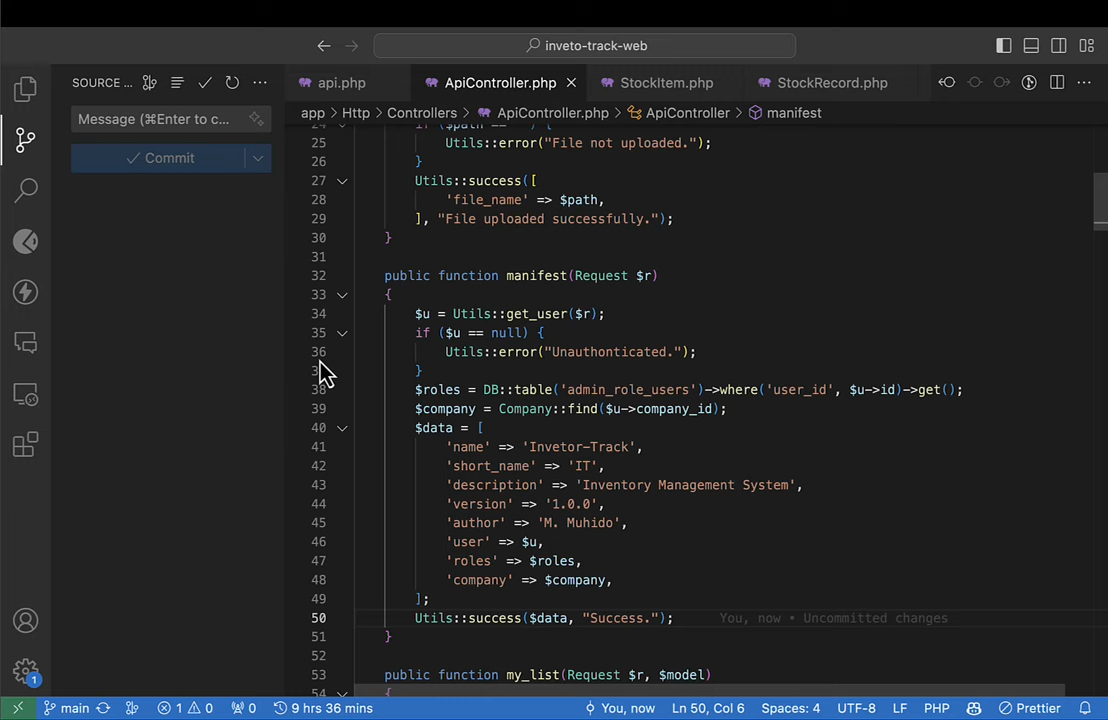 inveto-track-web
SOURCE ...
api.php
ApiController.php
StockItem.php
StockRecord.php
Message (⌘Enter to c...
Commit
app > Http > Controllers > ApiController.php > ApiController > manifest
24 if ($path == '') {
25 Utils::error("File not uploaded.");
26 }
27 Utils::success([
28 'file_name' => $path,
29 ], "File uploaded successfully.");
30 }
31
32 public function manifest(Request $r)
33 {
34 $u = Utils::get_user($r);
35 if ($u == null) {
36 Utils::error("Unauthonticated.");
}
38 $roles = DB::table('admin_role_users')->where('user_id', $u->id)->get();
39 $company = Company::find($u->company_id);
40 $data = [
41 'name' => 'Invetor-Track',
42 'short_name' => 'IT',
43 'description' => 'Inventory Management System',
44 'version' => '1.0.0',
45 'author' => 'M. Muhido',
46 'user' => $u,
47 'roles' => $roles,
48 'company' => $company,
49 ];
50 Utils::success($data, "Success."); You, now • Uncommitted changes
51 }
52
53 public function my_list(Request $r, $model)
54 {
1
main 1 0 0 9 hrs 36 mins You, now Ln 50, Col 6 Spaces: 4 UTF-8 LF PHP Prettier